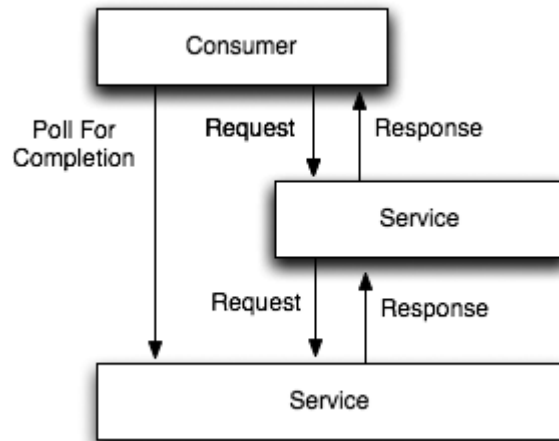 Consumer
Poll For
Completion
Request
Response
Service
Request
Response
Service